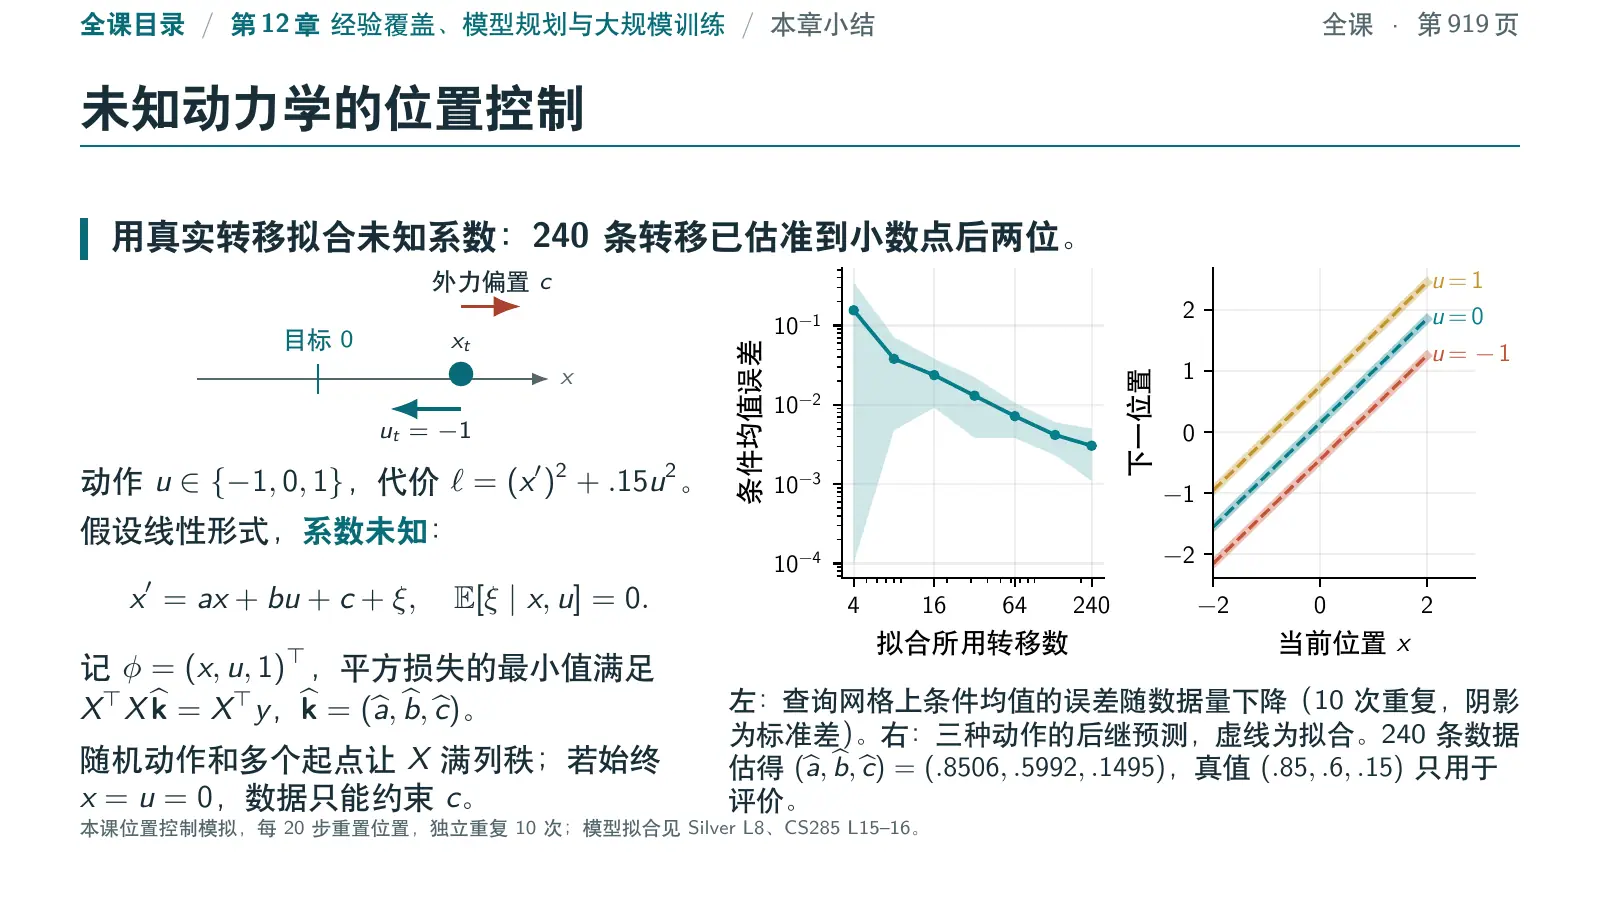 全课目录 / 第 12 章 经验覆盖、模型规划与大规模训练 / 本章小结
全课 · 第 919 页
未知动力学的位置控制
用真实转移拟合未知系数：240 条转移已估准到小数点后两位。
外力偏置 c
目标 0
x_t
x
u_t = −1
动作 u ∈ {−1, 0, 1}，代价 ℓ = (x′)² + .15u²。
假设线性形式，系数未知：
x′ = ax + bu + c + ξ, 𝔼[ξ | x, u] = 0.
记 ϕ = (x, u, 1)^⊤，平方损失的最小值满足
X^⊤X k̂ = X^⊤y，k̂ = (â, b̂, ĉ)。
随机动作和多个起点让 X 满列秩；若始终
x = u = 0，数据只能约束 c。
条件均值误差
10⁻¹
10⁻²
10⁻³
10⁻⁴
4 16 64 240
拟合所用转移数
下一位置
2
1
0
−1
−2
−2 0 2
当前位置 x
u = 1
u = 0
u = −1
左：查询网格上条件均值的误差随数据量下降（10 次重复，阴影
为标准差）。右：三种动作的后继预测，虚线为拟合。240 条数据
估得 (â, b̂, ĉ) = (.8506, .5992, .1495)，真值 (.85, .6, .15) 只用于
评价。
本课位置控制模拟，每 20 步重置位置，独立重复 10 次；模型拟合见 Silver L8、CS285 L15–16。